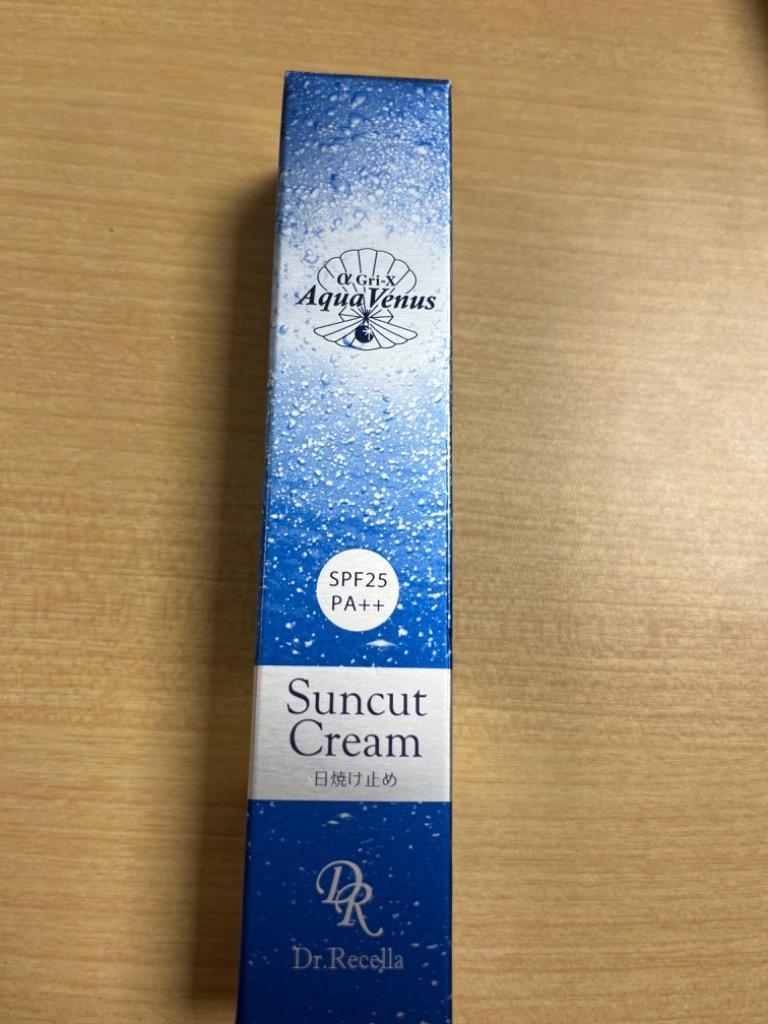 α Gri-X
Aqua Venus
SPF25
PA++
Suncut
Cream
日焼け止め
DR
Dr.Recella